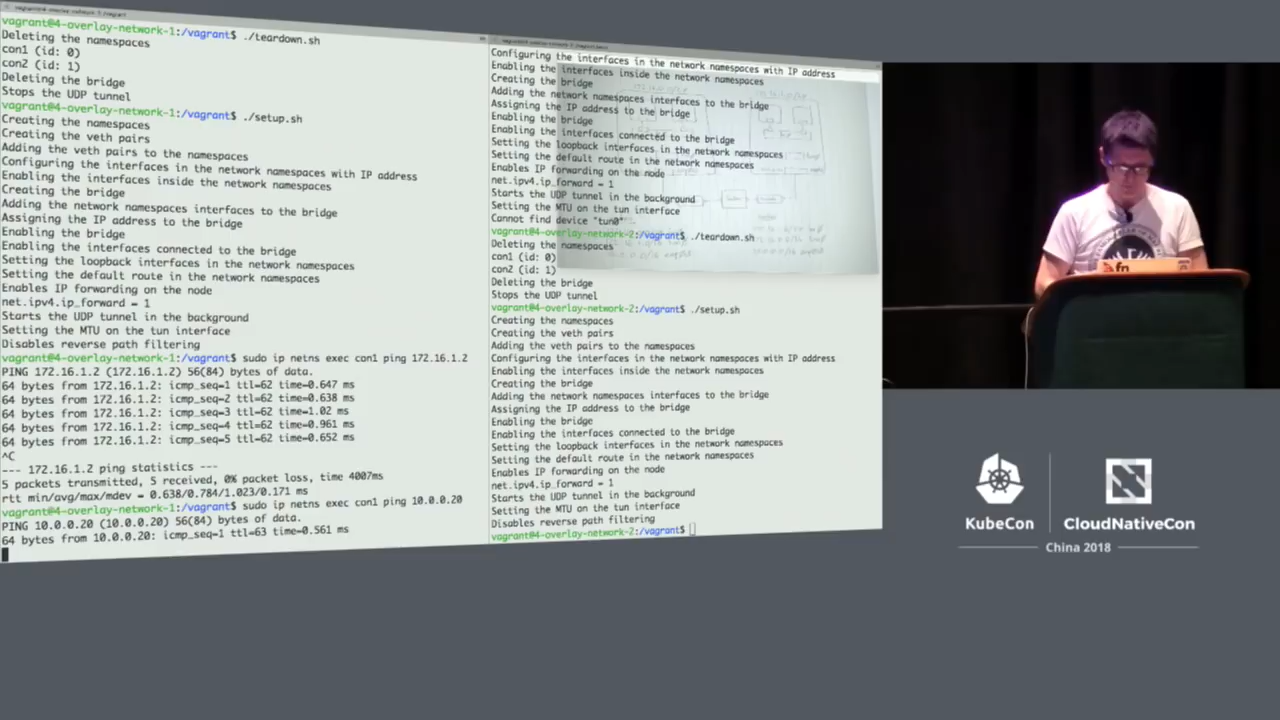 vagrant@4-overlay-network-1:/vagrant$ ./teardown.sh
Deleting the namespaces
con1 (id: 0)
con2 (id: 1)
Deleting the bridge
Stops the UDP tunnel
vagrant@4-overlay-network-1:/vagrant$ ./setup.sh
Creating the namespaces
Creating the veth pairs
Adding the veth pairs to the namespaces
Configuring the interfaces in the network namespaces with IP address
Enabling the interfaces inside the network namespaces
Creating the bridge
Adding the network namespaces interfaces to the bridge
Assigning the IP address to the bridge
Enabling the bridge
Enabling the interfaces connected to the bridge
Setting the loopback interfaces in the network namespaces
Setting the default route in the network namespaces
Enables IP forwarding on the node
net.ipv4.ip_forward = 1
Starts the UDP tunnel in the background
Setting the MTU on the tun interface
Disables reverse path filtering
vagrant@4-overlay-network-1:/vagrant$ sudo ip netns exec con1 ping 172.16.1.2
PING 172.16.1.2 (172.16.1.2) 56(84) bytes of data.
64 bytes from 172.16.1.2: icmp_seq=1 ttl=62 time=0.647 ms
64 bytes from 172.16.1.2: icmp_seq=2 ttl=62 time=0.638 ms
64 bytes from 172.16.1.2: icmp_seq=3 ttl=62 time=1.02 ms
64 bytes from 172.16.1.2: icmp_seq=4 ttl=62 time=0.961 ms
64 bytes from 172.16.1.2: icmp_seq=5 ttl=62 time=0.652 ms
^C
--- 172.16.1.2 ping statistics ---
5 packets transmitted, 5 received, 0% packet loss, time 4007ms
rtt min/avg/max/mdev = 0.638/0.784/1.023/0.171 ms
vagrant@4-overlay-network-1:/vagrant$ sudo ip netns exec con1 ping 10.0.0.20
PING 10.0.0.20 (10.0.0.20) 56(84) bytes of data.
64 bytes from 10.0.0.20: icmp_seq=1 ttl=63 time=0.561 ms
Configuring the interfaces in the network namespaces with IP address
Enabling the interfaces inside the network namespaces
Creating the bridge
Adding the network namespaces interfaces to the bridge
Assigning the IP address to the bridge
Enabling the bridge
Enabling the interfaces connected to the bridge
Setting the loopback interfaces in the network namespaces
Setting the default route in the network namespaces
Enables IP forwarding on the node
net.ipv4.ip_forward = 1
Starts the UDP tunnel in the background
Setting the MTU on the tun interface
Cannot find device "tun0"
vagrant@4-overlay-network-2:/vagrant$ ./teardown.sh
Deleting the namespaces
con1 (id: 0)
con2 (id: 1)
Deleting the bridge
Stops the UDP tunnel
vagrant@4-overlay-network-2:/vagrant$ ./setup.sh
Creating the namespaces
Creating the veth pairs
Adding the veth pairs to the namespaces
Configuring the interfaces in the network namespaces with IP address
Enabling the interfaces inside the network namespaces
Creating the bridge
Adding the network namespaces interfaces to the bridge
Assigning the IP address to the bridge
Enabling the bridge
Enabling the interfaces connected to the bridge
Setting the loopback interfaces in the network namespaces
Setting the default route in the network namespaces
Enables IP forwarding on the node
net.ipv4.ip_forward = 1
Starts the UDP tunnel in the background
Setting the MTU on the tun interface
Disables reverse path filtering
vagrant@4-overlay-network-2:/vagrant$
fn
KubeCon
CloudNativeCon
China 2018